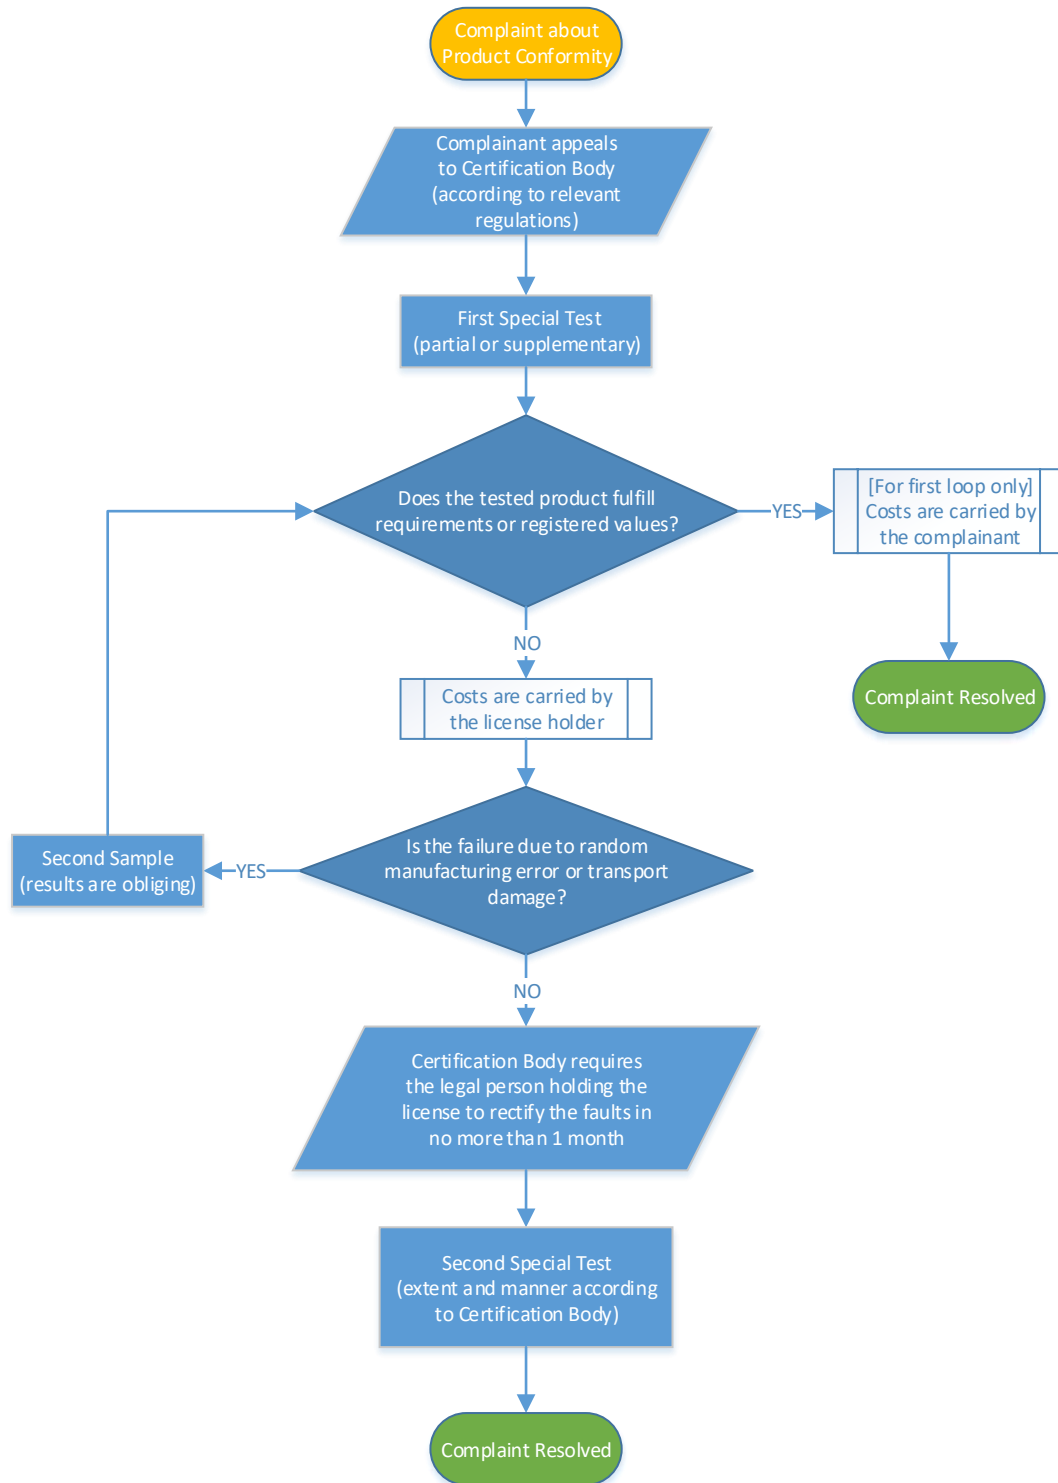 Complaint about
Product Conformity
Complainant appeals
to Certification Body
(according to relevant
regulations)
First Special Test
(partial or supplementary)
Does the tested product fulfill
requirements or registered values?
YES
[For first loop only]
Costs are carried by
the complainant
Complaint Resolved
NO
Costs are carried by
the license holder
Is the failure due to random
manufacturing error or transport
damage?
YES
Second Sample
(results are obliging)
NO
Certification Body requires
the legal person holding the
license to rectify the faults in
no more than 1 month
Second Special Test
(extent and manner according
to Certification Body)
Complaint Resolved